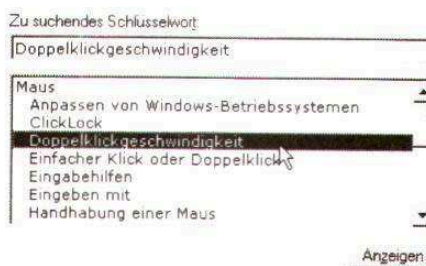 Zu suchendes Schlüsselwort:
Doppelklickgeschwindigkeit
Maus
Anpassen von Windows-Betriebssystemen
ClickLock
Doppelklickgeschwindigkeit
Einfacher Klick oder Doppelklick
Eingabehilfen
Eingeben mit
Handhabung einer Maus
Anzeigen